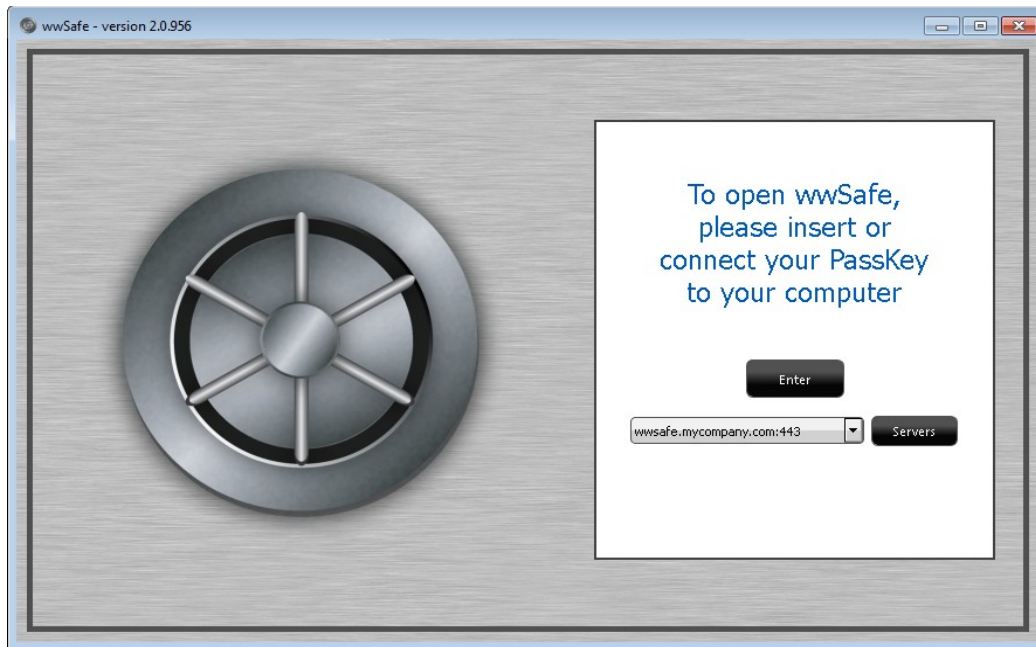 wwSafe - version 2.0.956
To open wwSafe,
please insert or
connect your PassKey
to your computer
Enter
wwsafe.mycompany.com:443
Servers